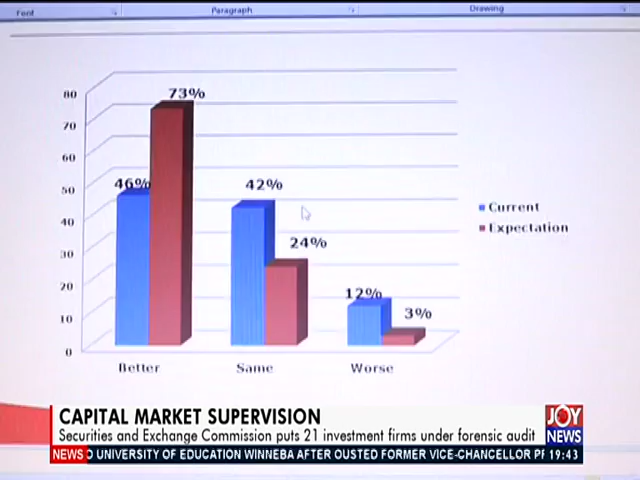 Font Paragraph Drawing
80
70
60
50
40
30
20
10
0
73%
46%
42%
24%
12%
3%
Better Same Worse
Current
Expectation
CAPITAL MARKET SUPERVISION
Securities and Exchange Commission puts 21 investment firms under forensic audit
JOY
NEWS
NEWS O UNIVERSITY OF EDUCATION WINNEBA AFTER OUSTED FORMER VICE-CHANCELLOR PF 19:43